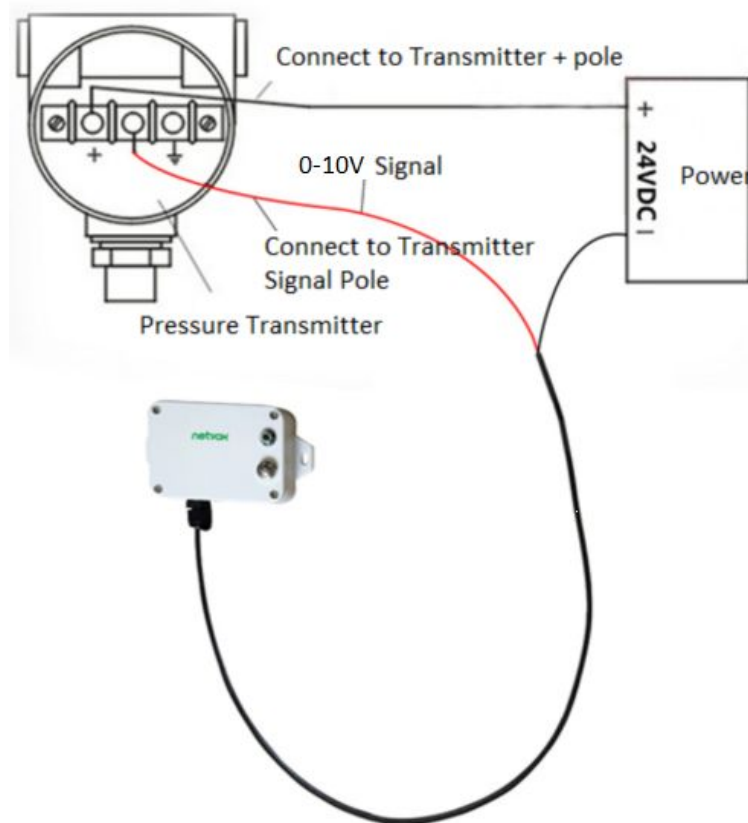 Connect to Transmitter + pole
+
24VDC
−
Power
+
0-10V Signal
Connect to Transmitter
Signal Pole
Pressure Transmitter
netvox